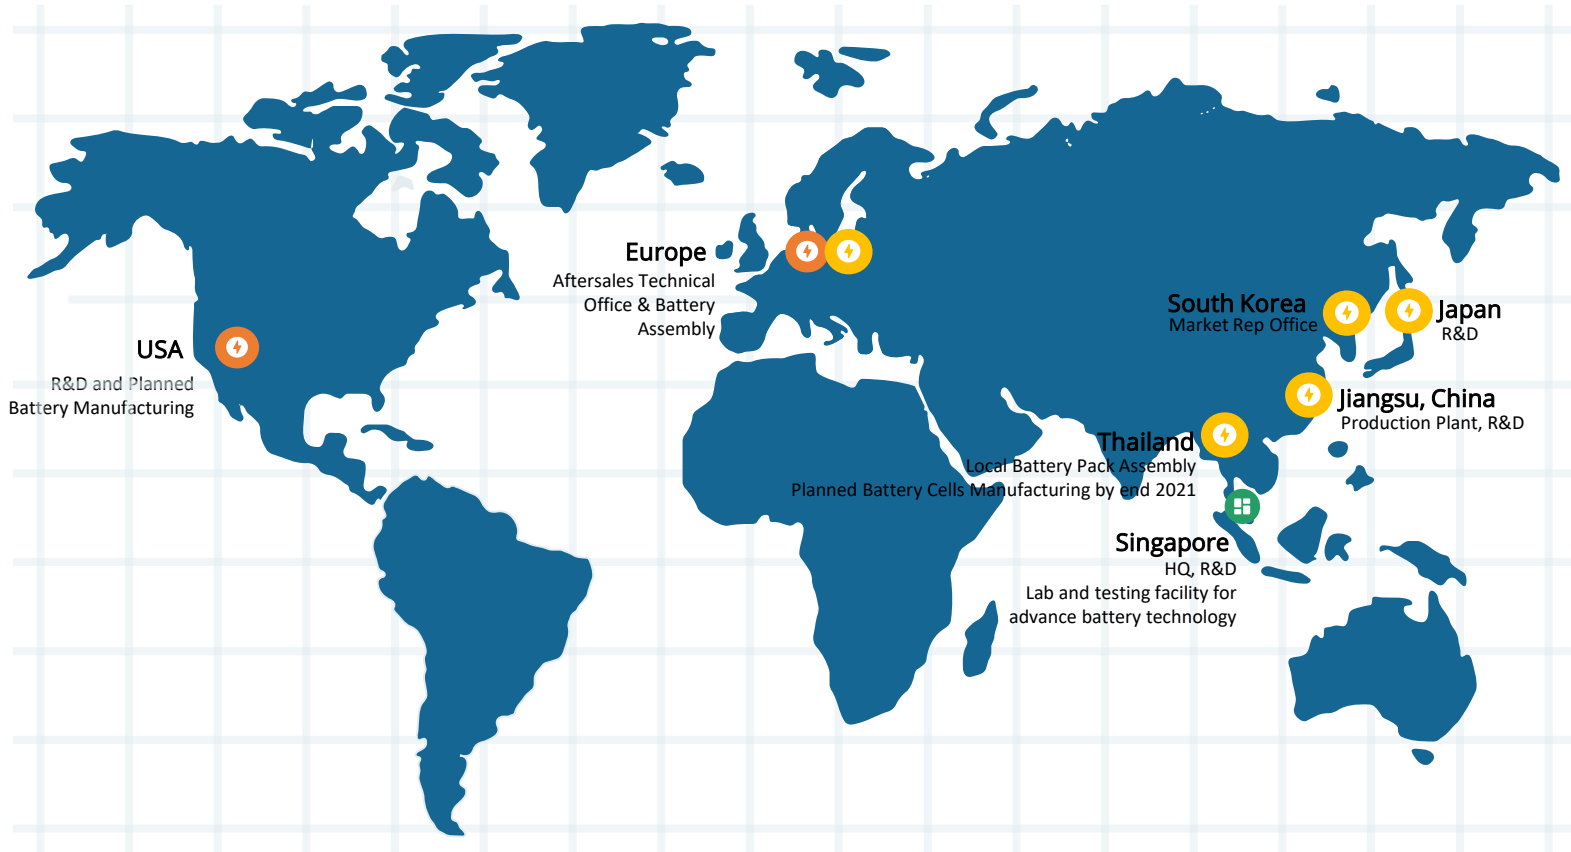 Europe
Aftersales Technical
Office & Battery
Assembly
South Korea
Market Rep Office
Japan
R&D
USA
R&D and Planned
Battery Manufacturing
Jiangsu, China
Production Plant, R&D
Thailand
Local Battery Pack Assembly
Planned Battery Cells Manufacturing by end 2021
Singapore
HQ, R&D
Lab and testing facility for
advance battery technology